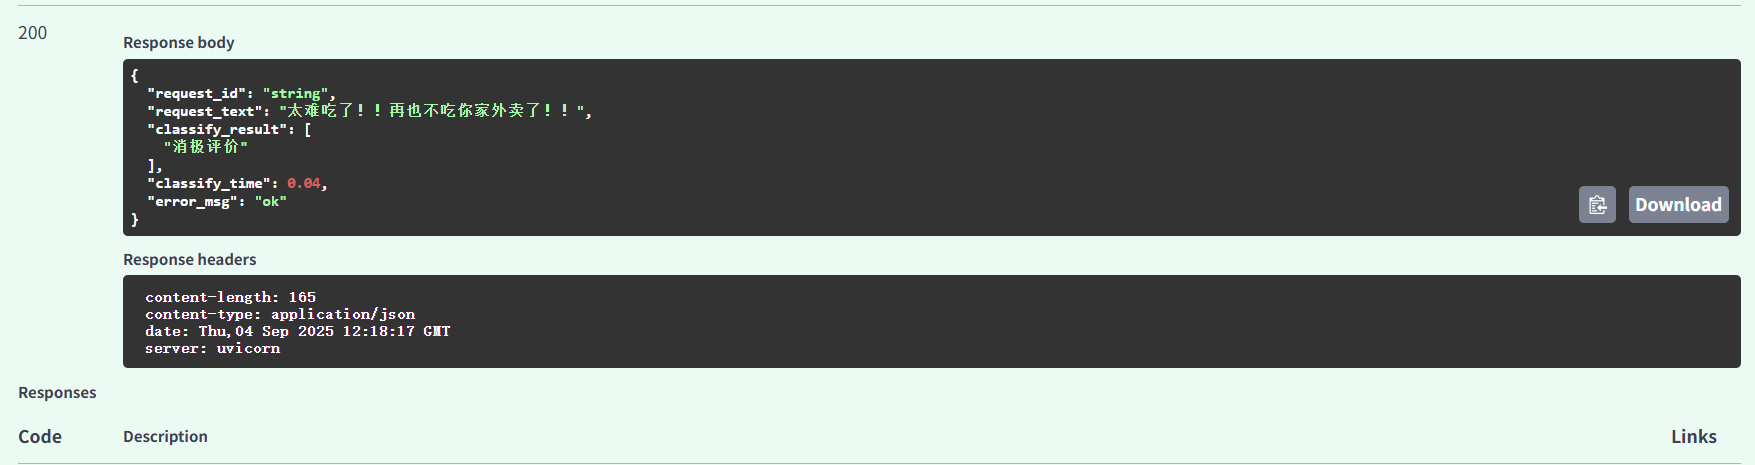 200
Response body
{
"request_id": "string",
"request_text": "太难吃了！！再也不吃你家外卖了！！",
"classify_result": [
"消极评价"
],
"classify_time": 0.04,
"error_msg": "ok"
}
Download
Response headers
content-length: 165
content-type: application/json
date: Thu,04 Sep 2025 12:18:17 GMT
server: uvicorn
Responses
Code Description Links